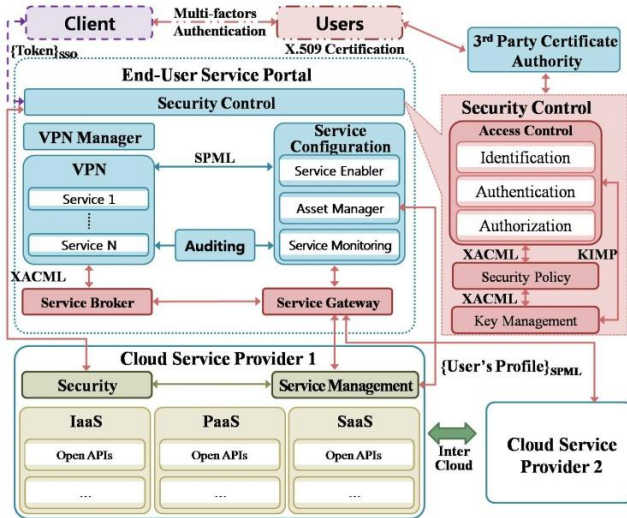 Client
Multi-factors
Authentication
Users
X.509 Certification
{Token}SSO
3rd Party Certificate
Authority
End-User Service Portal
Security Control
VPN Manager
VPN
Service 1
Service N
SPML
Auditing
Service
Configuration
Service Enabler
Asset Manager
Service Monitoring
XACML
Service Broker
Service Gateway
Security Control
Access Control
Identification
Authentication
Authorization
XACML
KIMP
Security Policy
XACML
Key Management
Cloud Service Provider 1
{User's Profile}SPML
Security
Service Management
IaaS
Open APIs
...
PaaS
Open APIs
...
SaaS
Open APIs
...
Inter
Cloud
Cloud Service
Provider 2